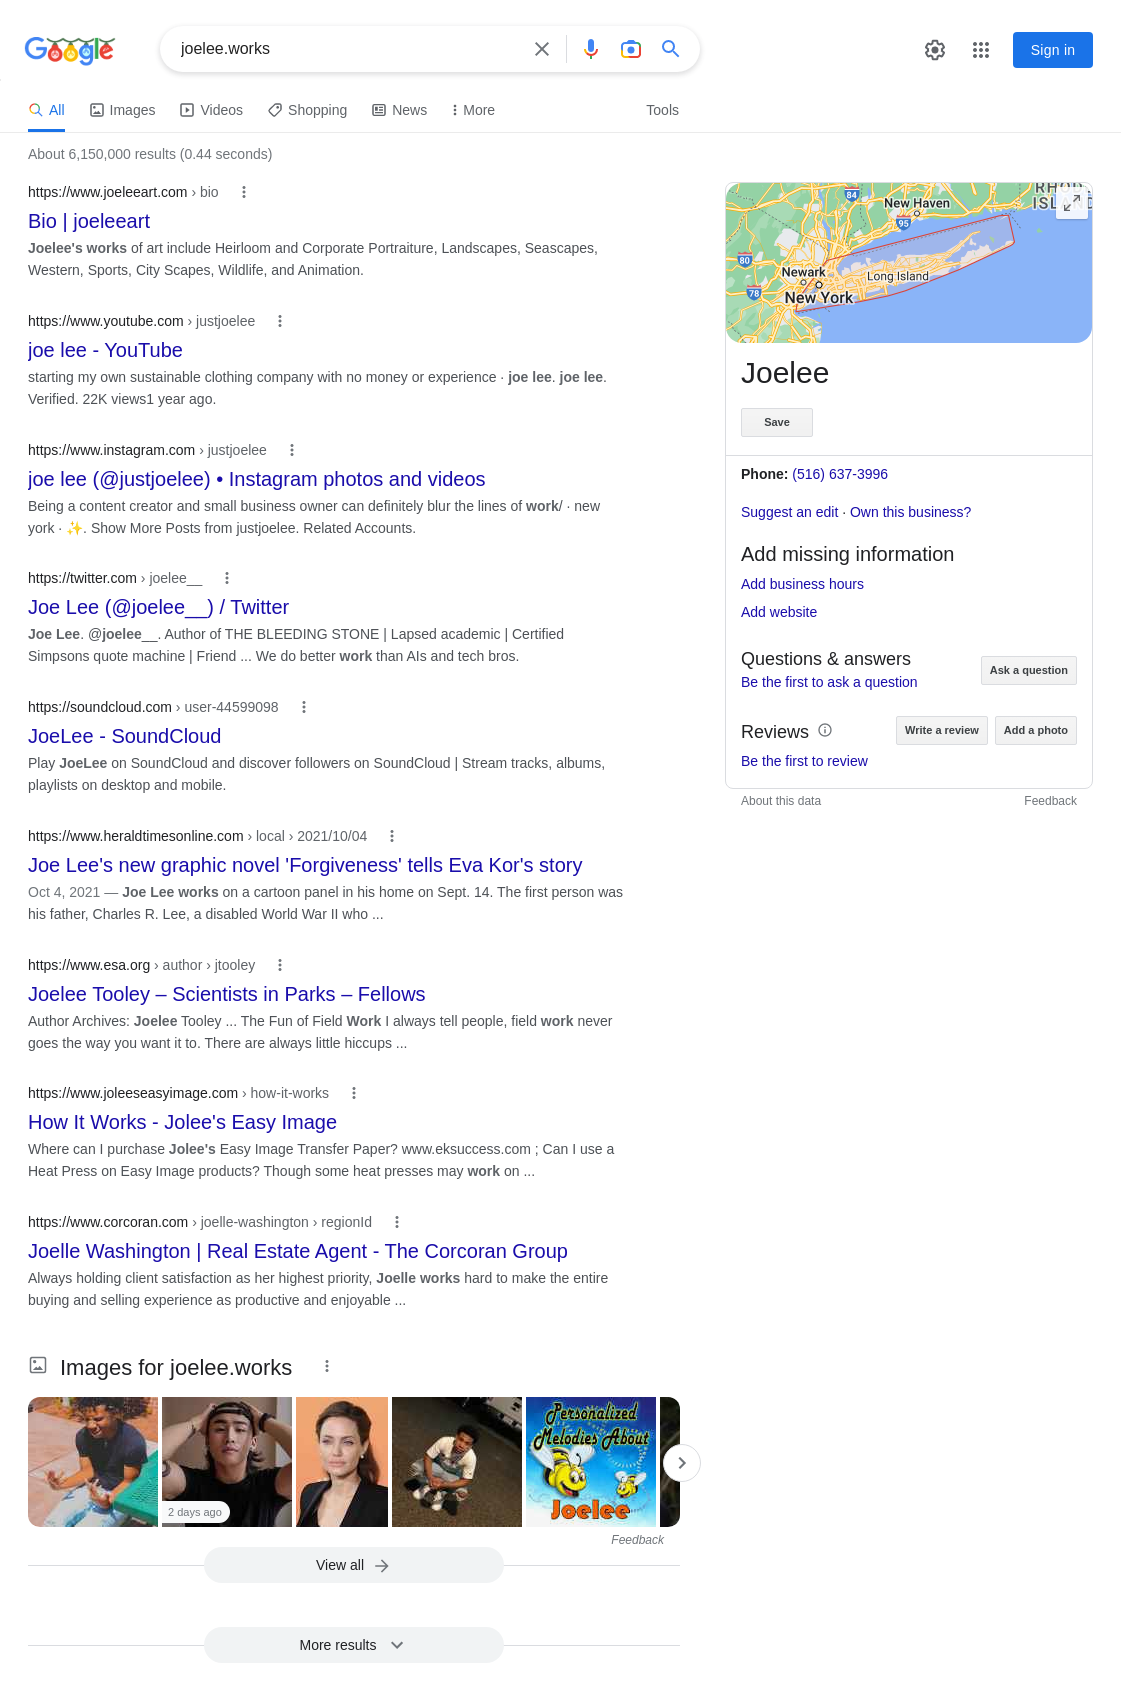 Google
joelee.works
Sign in
All
Images
Videos
Shopping
News
More
Tools
About 6,150,000 results (0.44 seconds)
https://www.joeleeart.com › bio
Bio | joeleeart
Joelee's works of art include Heirloom and Corporate Portraiture, Landscapes, Seascapes,
Western, Sports, City Scapes, Wildlife, and Animation.
https://www.youtube.com › justjoelee
joe lee - YouTube
starting my own sustainable clothing company with no money or experience · joe lee. joe lee.
Verified. 22K views1 year ago.
https://www.instagram.com › justjoelee
joe lee (@justjoelee) • Instagram photos and videos
Being a content creator and small business owner can definitely blur the lines of work/ · new
york · ✨. Show More Posts from justjoelee. Related Accounts.
https://twitter.com › joelee__
Joe Lee (@joelee__) / Twitter
Joe Lee. @joelee__. Author of THE BLEEDING STONE | Lapsed academic | Certified
Simpsons quote machine | Friend ... We do better work than AIs and tech bros.
https://soundcloud.com › user-44599098
JoeLee - SoundCloud
Play JoeLee on SoundCloud and discover followers on SoundCloud | Stream tracks, albums,
playlists on desktop and mobile.
https://www.heraldtimesonline.com › local › 2021/10/04
Joe Lee's new graphic novel 'Forgiveness' tells Eva Kor's story
Oct 4, 2021 — Joe Lee works on a cartoon panel in his home on Sept. 14. The first person was
his father, Charles R. Lee, a disabled World War II who ...
https://www.esa.org › author › jtooley
Joelee Tooley – Scientists in Parks – Fellows
Author Archives: Joelee Tooley ... The Fun of Field Work I always tell people, field work never
goes the way you want it to. There are always little hiccups ...
https://www.joleeseasyimage.com › how-it-works
How It Works - Jolee's Easy Image
Where can I purchase Jolee's Easy Image Transfer Paper? www.eksuccess.com ; Can I use a
Heat Press on Easy Image products? Though some heat presses may work on ...
https://www.corcoran.com › joelle-washington › regionId
Joelle Washington | Real Estate Agent - The Corcoran Group
Always holding client satisfaction as her highest priority, Joelle works hard to make the entire
buying and selling experience as productive and enjoyable ...
Images for joelee.works
2 days ago
Personalized
Melodies About
Joelee
Feedback
View all
More results
84
New Haven
95
80
Newark
Long Island
78
New York
Joelee
Save
Phone: (516) 637-3996
Suggest an edit · Own this business?
Add missing information
Add business hours
Add website
Questions & answers
Be the first to ask a question
Ask a question
Reviews
Write a review
Add a photo
Be the first to review
About this data
Feedback